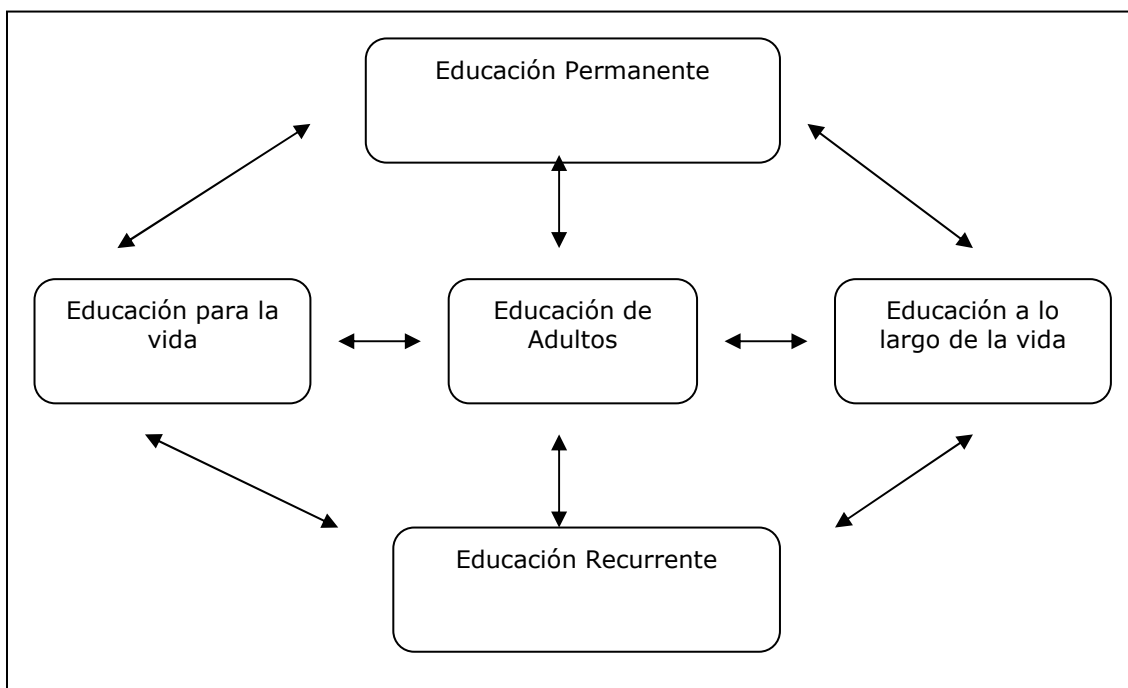 Educación Permanente
Educación para la
vida
Educación de
Adultos
Educación a lo
largo de la vida
Educación Recurrente